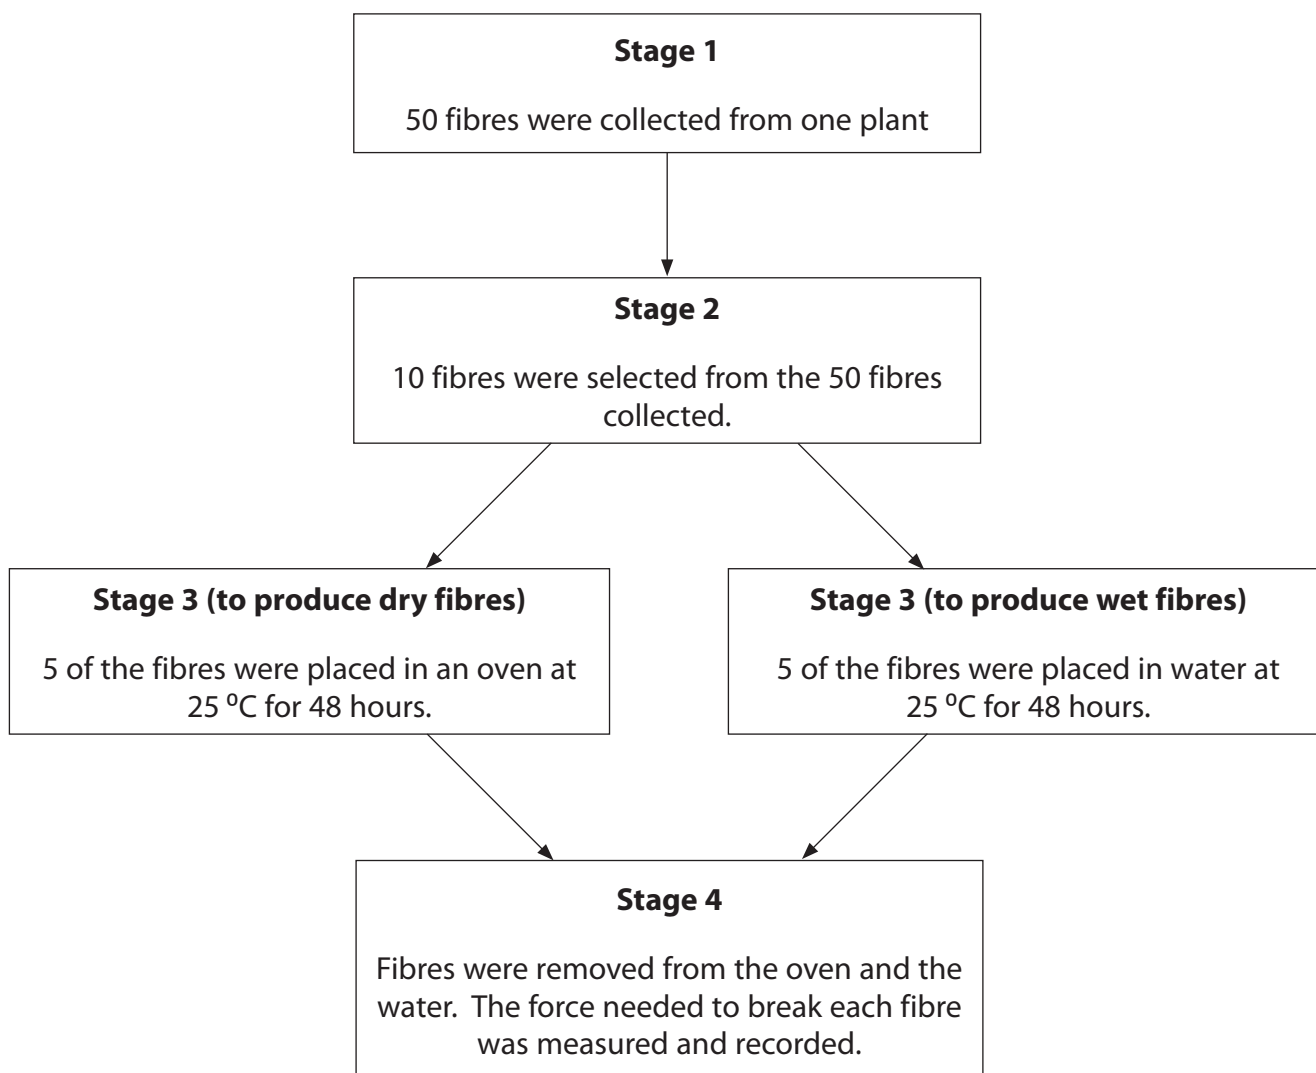 Stage 1
50 fibres were collected from one plant
Stage 2
10 fibres were selected from the 50 fibres
collected.
Stage 3 (to produce dry fibres)
5 of the fibres were placed in an oven at
25 ⁰C for 48 hours.
Stage 3 (to produce wet fibres)
5 of the fibres were placed in water at
25 ⁰C for 48 hours.
Stage 4
Fibres were removed from the oven and the
water. The force needed to break each fibre
was measured and recorded.